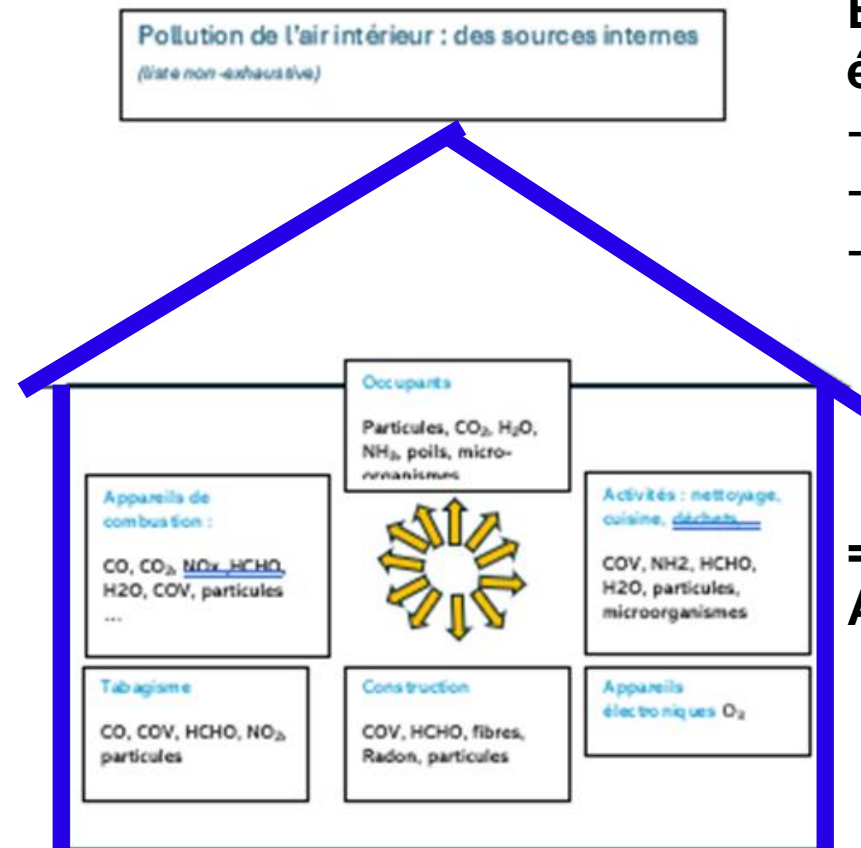 Pollution de l'air intérieur : des sources internes
(liste non-exhaustive)
Occupants
Particules, CO₂, H₂O,
NH₃, poils, micro-
organismes
Appareils de
combustion :
CO, CO₂, NOx, HCHO,
H2O, COV, particules
...
Activités : nettoyage,
cuisine, déchets...
COV, NH2, HCHO,
H2O, particules,
microorganismes
Tabagisme
CO, COV, HCHO, NO₂,
particules
Construction
COV, HCHO, fibres,
Radon, particules
Appareils
électroniques O₃
É
-
-
-
=
A